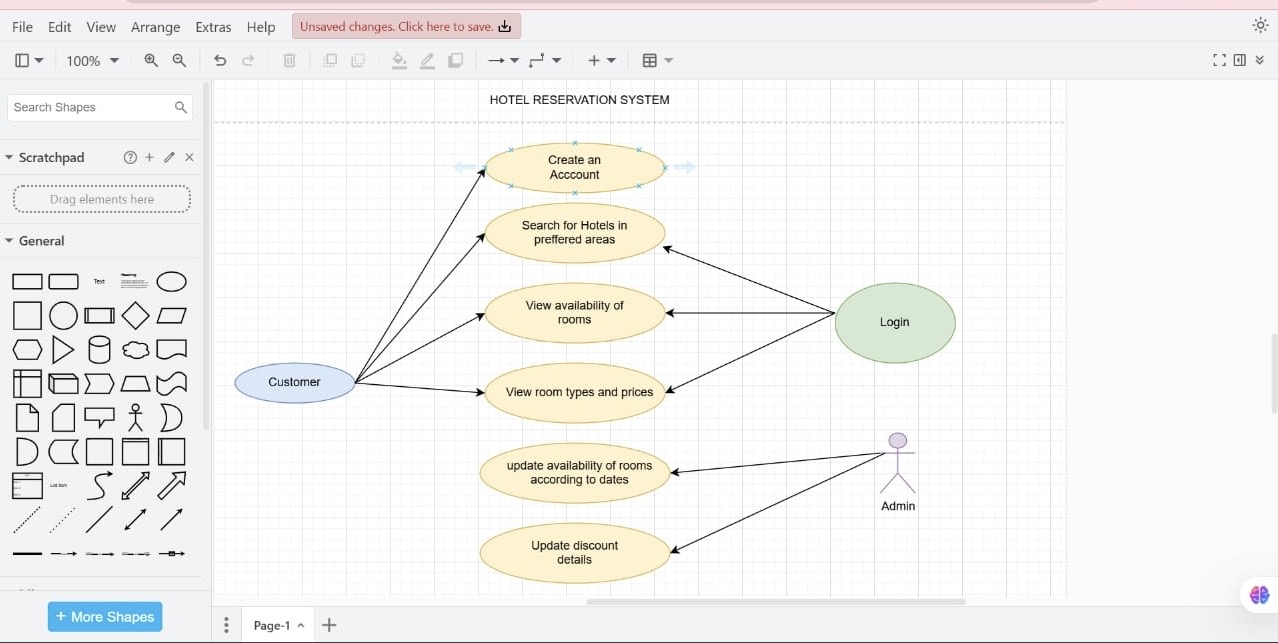 File Edit View Arrange Extras Help Unsaved changes. Click here to save.
100%
Search Shapes
HOTEL RESERVATION SYSTEM
Scratchpad
Drag elements here
General
Text
Heading
List Item
Create an
Acccount
Search for Hotels in
preffered areas
View availability of
rooms
Login
Customer
View room types and prices
update availability of rooms
according to dates
Admin
Update discount
details
+ More Shapes
Page-1